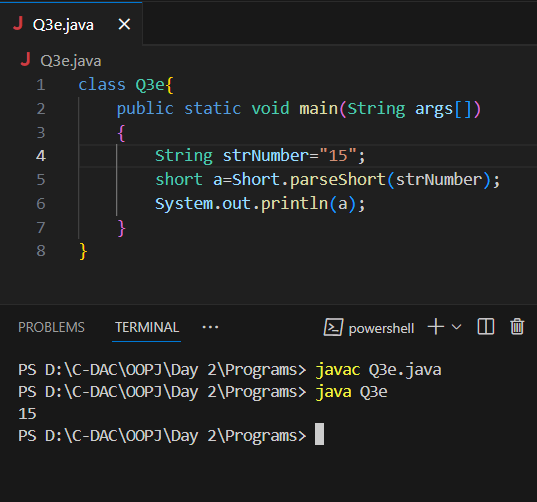 J Q3e.java ×
J Q3e.java
1 class Q3e{
2     public static void main(String args[])
3     {
4         String strNumber="15";
5         short a=Short.parseShort(strNumber);
6         System.out.println(a);
7     }
8 }
PROBLEMS TERMINAL ··· powershell
PS D:\C-DAC\OOPJ\Day 2\Programs> javac Q3e.java
PS D:\C-DAC\OOPJ\Day 2\Programs> java Q3e
15
PS D:\C-DAC\OOPJ\Day 2\Programs>